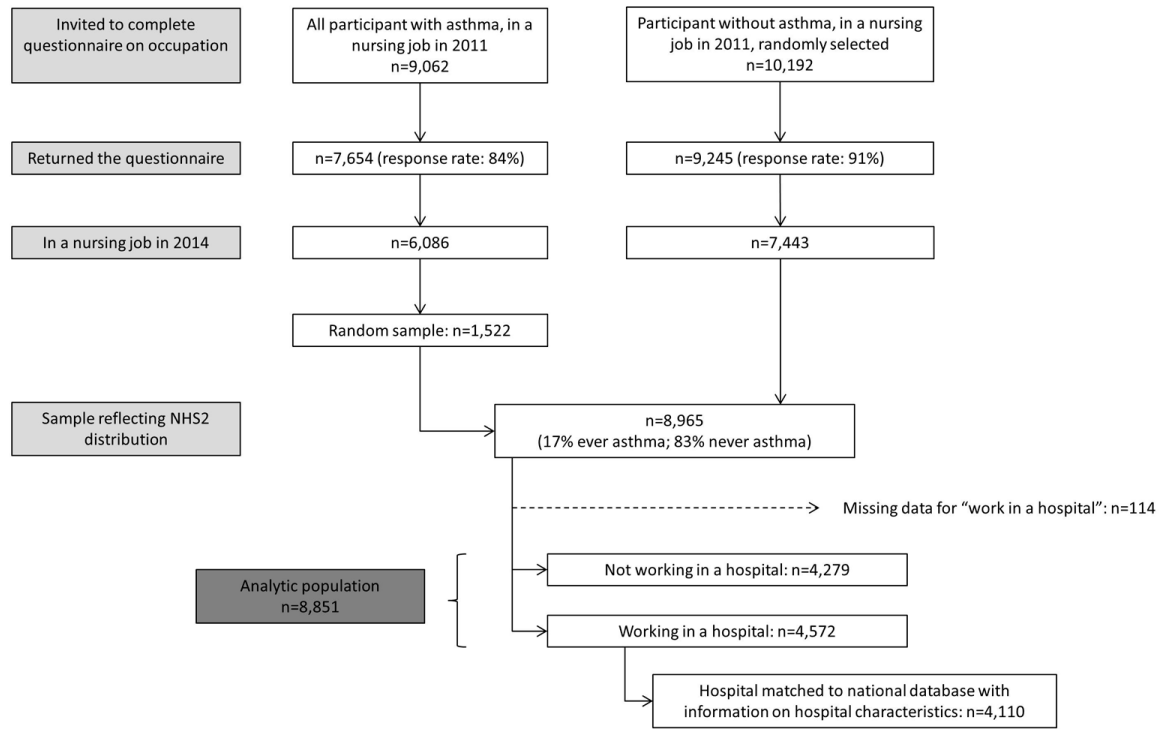 Invited to complete
questionnaire on occupation
All participant with asthma, in a
nursing job in 2011
n=9,062
Participant without asthma, in a nursing
job in 2011, randomly selected
n=10,192
Returned the questionnaire
n=7,654 (response rate: 84%)
n=9,245 (response rate: 91%)
In a nursing job in 2014
n=6,086
n=7,443
Random sample: n=1,522
Sample reflecting NHS2
distribution
n=8,965
(17% ever asthma; 83% never asthma)
Missing data for “work in a hospital”: n=114
Analytic population
n=8,851
Not working in a hospital: n=4,279
Working in a hospital: n=4,572
Hospital matched to national database with
information on hospital characteristics: n=4,110